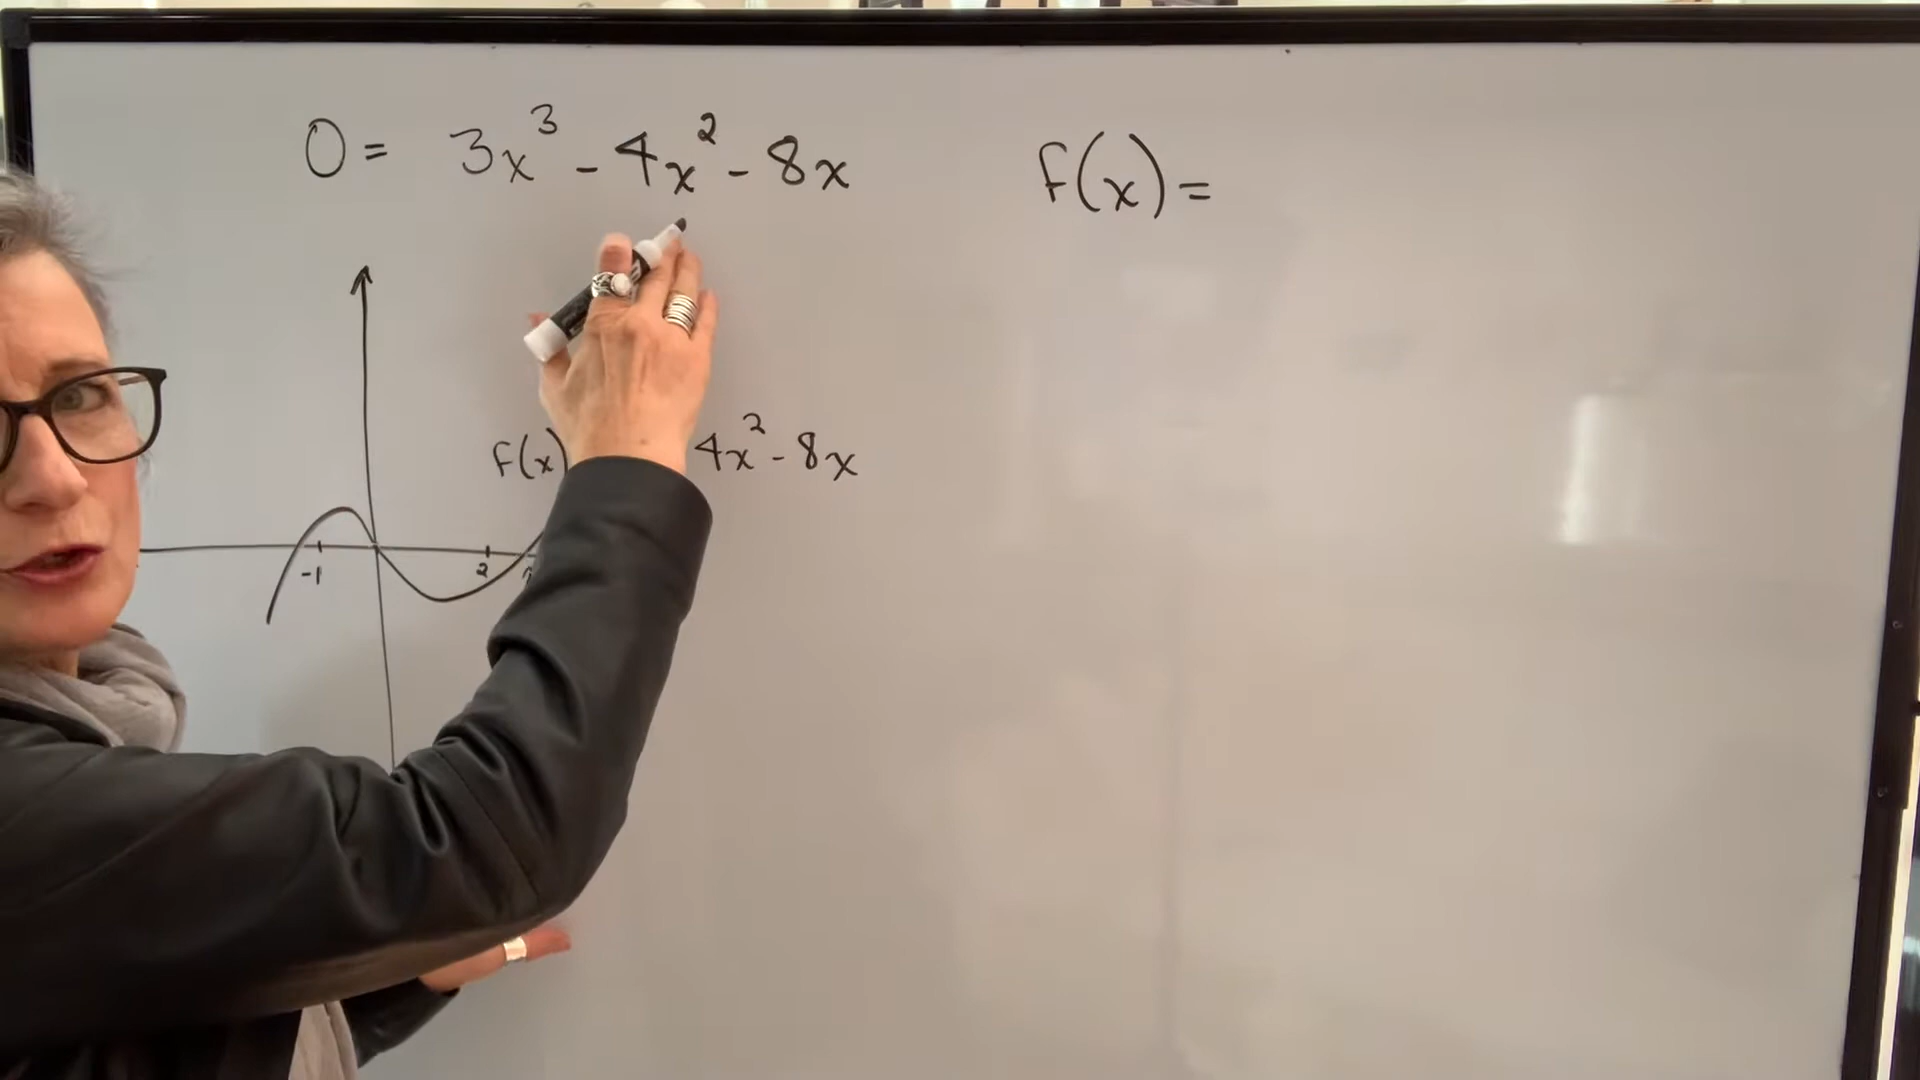 0 = 3x³ - 4x² - 8x
f(x) =
f(x) 4x² - 8x
-1 2